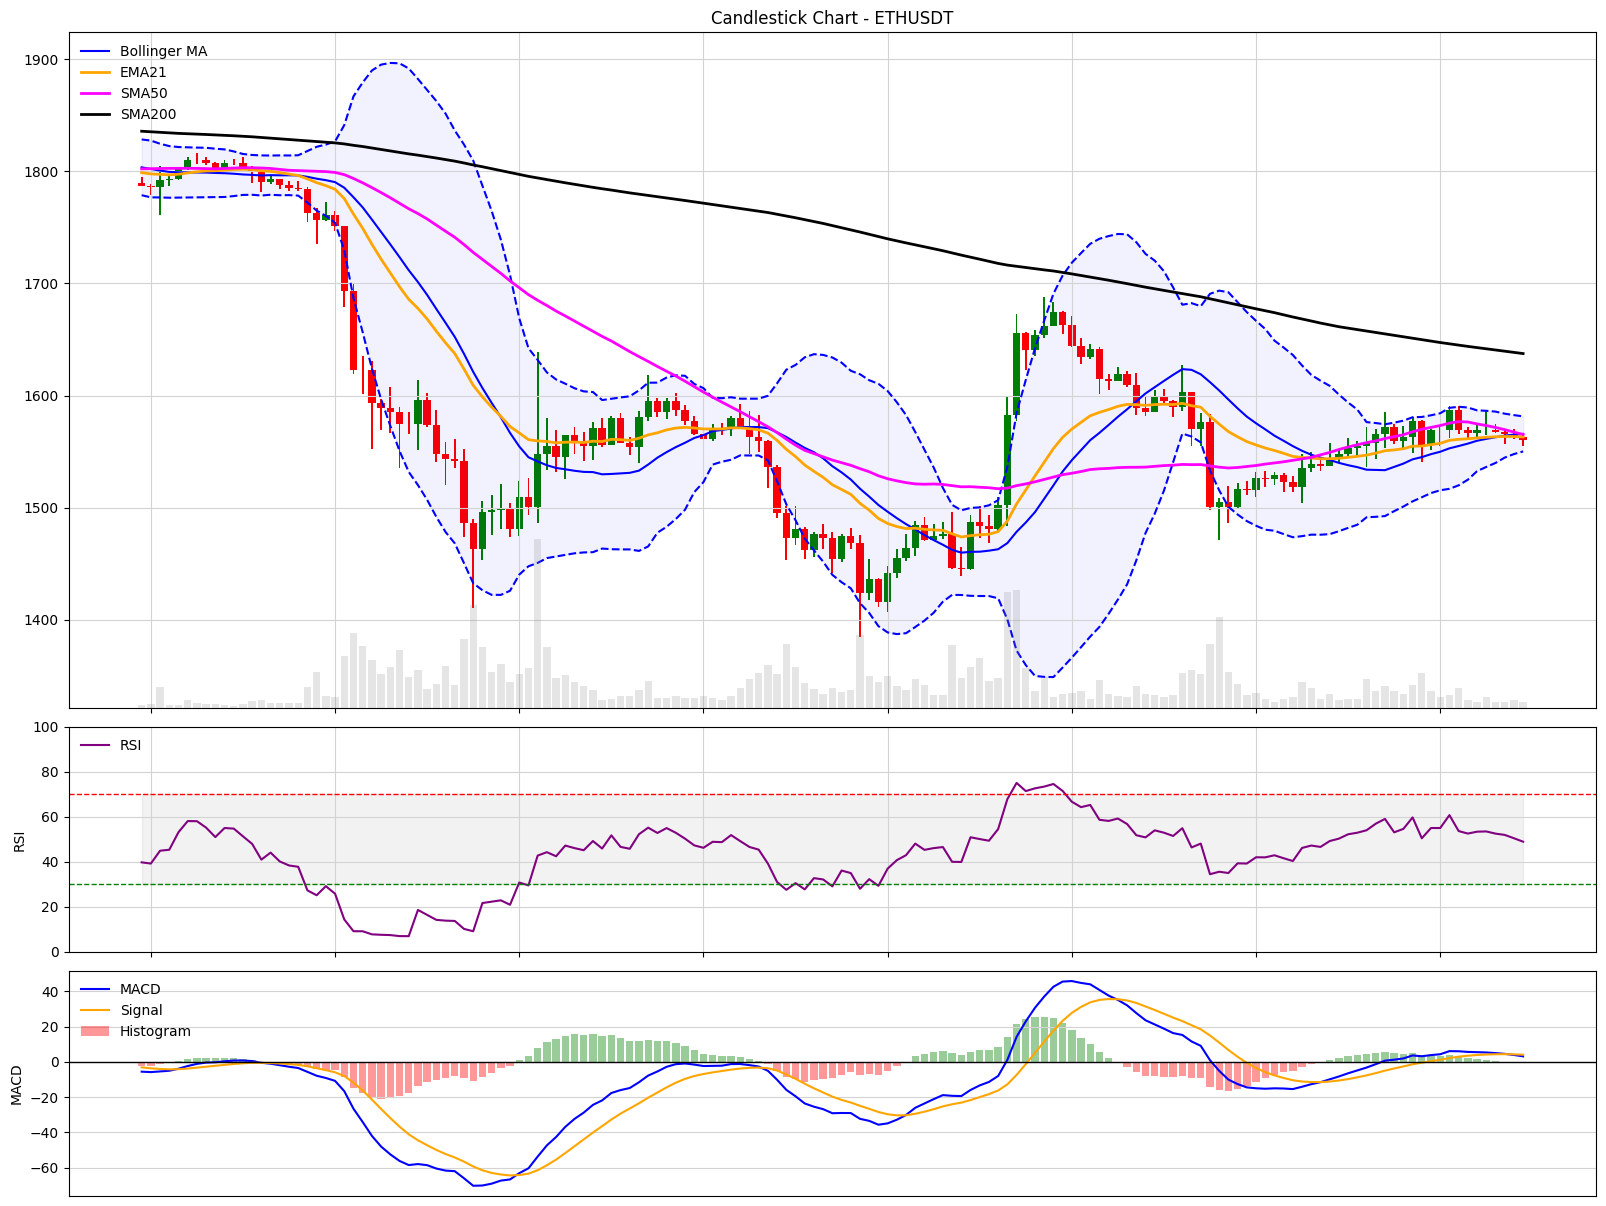 Candlestick Chart - ETHUSDT
Bollinger MA
EMA21
SMA50
SMA200
1900
1800
1700
1600
1500
1400
RSI
100
80
60
40
20
0
RSI
MACD
Signal
Histogram
40
20
0
−20
−40
−60
MACD